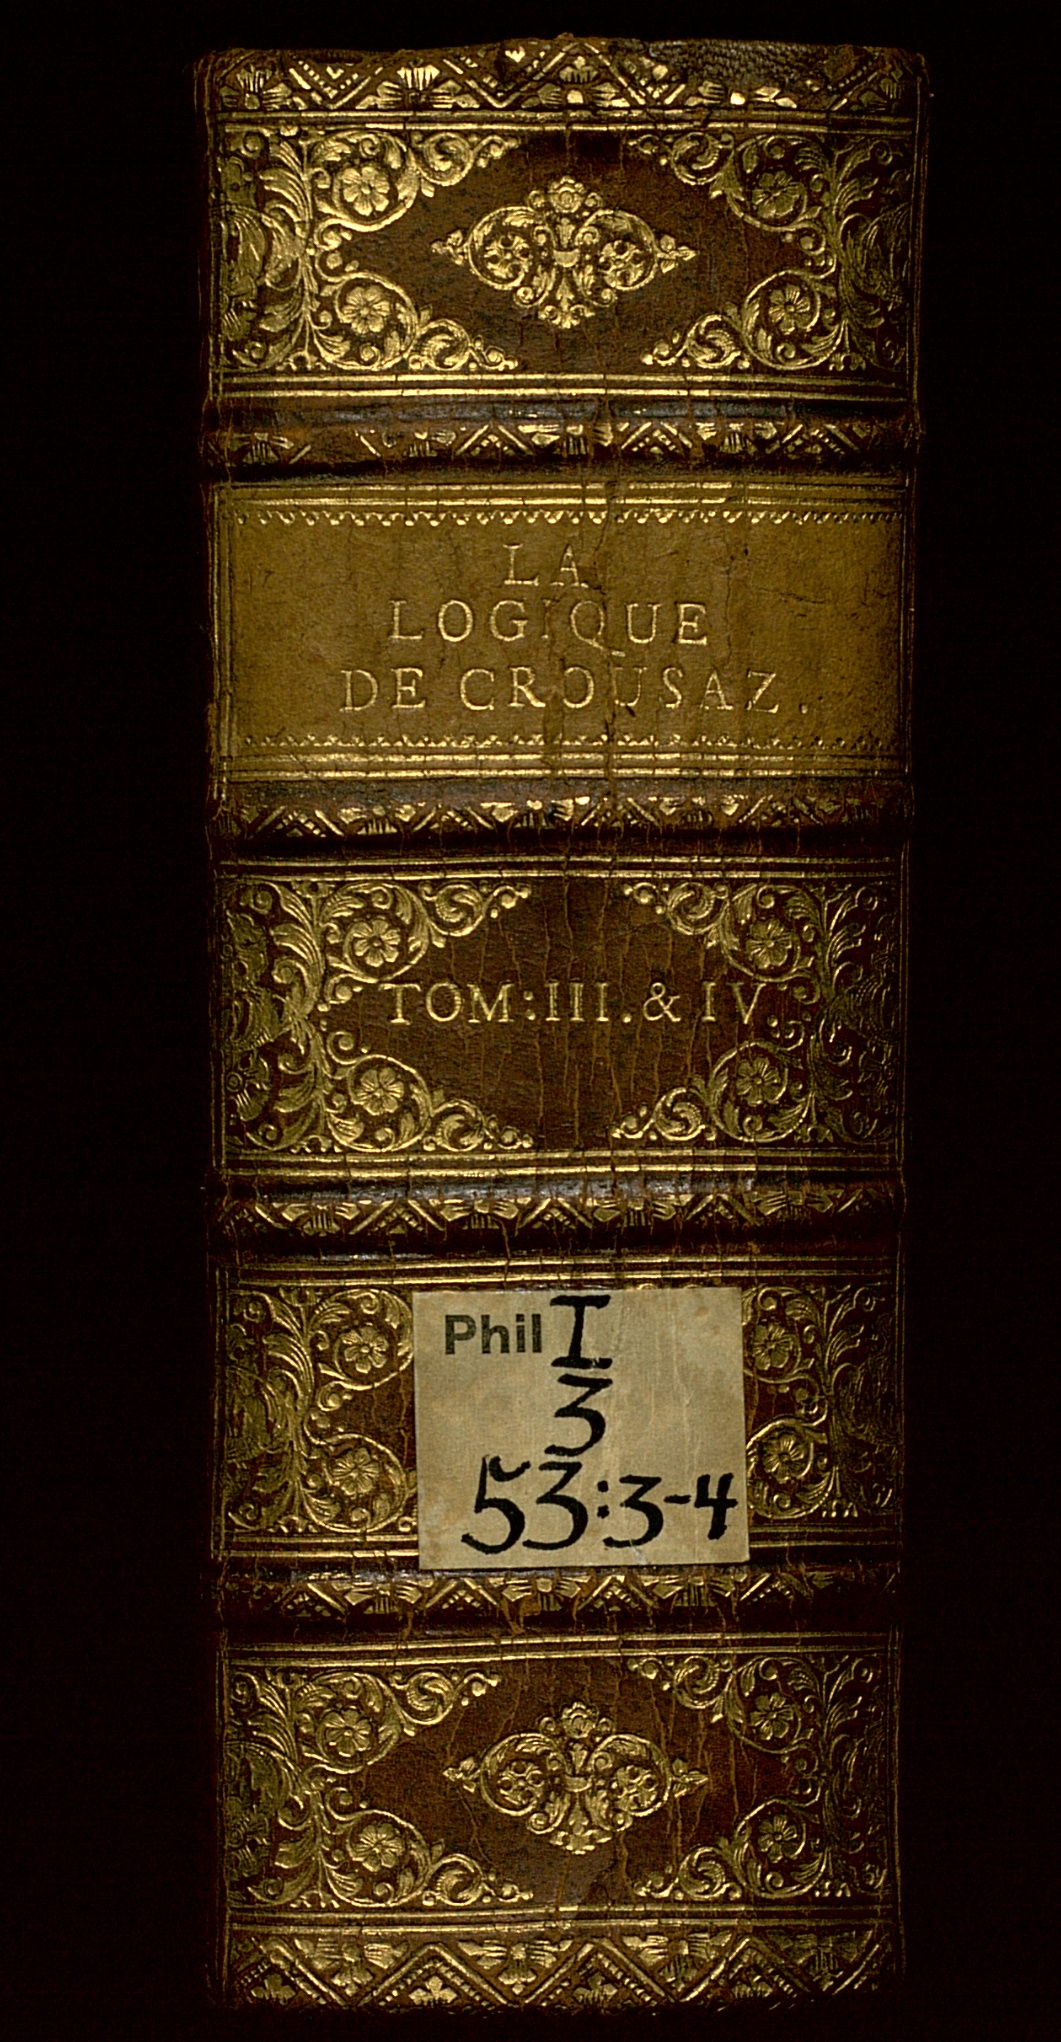 LA
LOGIQUE
DE CROUSAZ.
TOM: III. & IV
Phil I
3
53:3-4